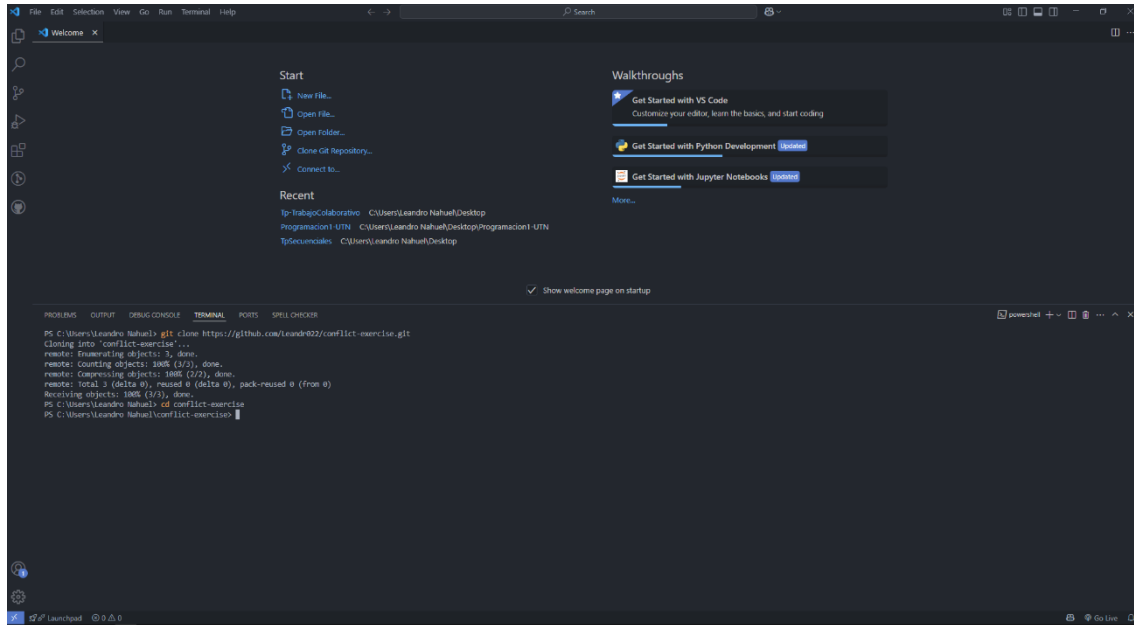 File Edit Selection View Go Run Terminal Help
Search
Welcome
Start
New File...
Open File...
Open Folder...
Clone Git Repository...
Connect to...
Recent
Tp-TrabajoColaborativo C:\Users\Leandro Nahuel\Desktop
Programacion1-UTN C:\Users\Leandro Nahuel\Desktop\Programacion1-UTN
TpSecuenciales C:\Users\Leandro Nahuel\Desktop
Walkthroughs
Get Started with VS Code
Customize your editor, learn the basics, and start coding
Get Started with Python Development Updated
Get Started with Jupyter Notebooks Updated
More...
Show welcome page on startup
PROBLEMS OUTPUT DEBUG CONSOLE TERMINAL PORTS SPELL CHECKER
powershell
PS C:\Users\Leandro Nahuel> git clone https://github.com/Leandr022/conflict-exercise.git
Cloning into 'conflict-exercise'...
remote: Enumerating objects: 3, done.
remote: Counting objects: 100% (3/3), done.
remote: Compressing objects: 100% (2/2), done.
remote: Total 3 (delta 0), reused 0 (delta 0), pack-reused 0 (from 0)
Receiving objects: 100% (3/3), done.
PS C:\Users\Leandro Nahuel> cd conflict-exercise
PS C:\Users\Leandro Nahuel\conflict-exercise>
1
Launchpad 0 0
Go Live